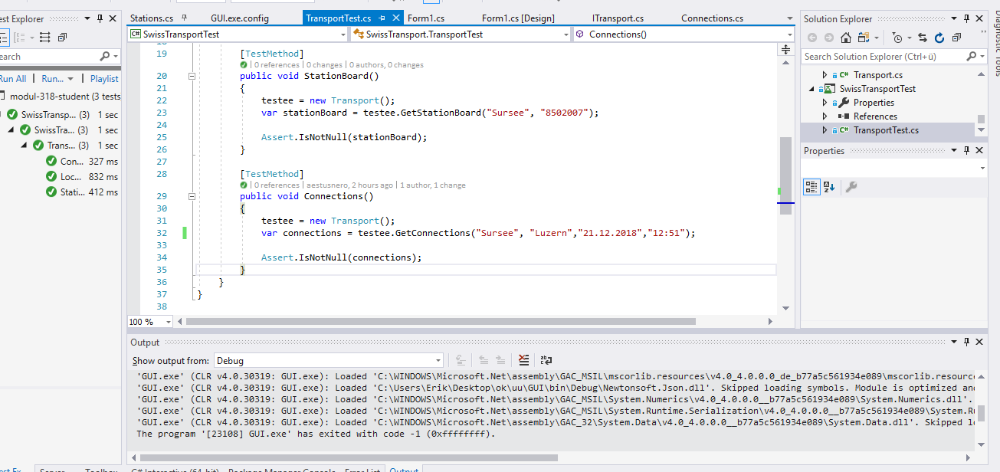 est Explorer
earch
Run All | Run... | Playlist
modul-318-student (3 tests
SwissTransp... (3) 1 sec
SwissTra... (3) 1 sec
Trans... (3) 1 sec
Con... 327 ms
Loc... 832 ms
Stati... 412 ms
Stations.cs GUI.exe.config TransportTest.cs Form1.cs Form1.cs [Design] ITransport.cs Connections.cs
SwissTransportTest SwissTransport.TransportTest Connections()
19 [TestMethod]
0 references | 0 changes | 0 authors, 0 changes
20 public void StationBoard()
21 {
22 testee = new Transport();
23 var stationBoard = testee.GetStationBoard("Sursee", "8502007");
24
25 Assert.IsNotNull(stationBoard);
26 }
27
28 [TestMethod]
0 references | aestusnero, 2 hours ago | 1 author, 1 change
29 public void Connections()
30 {
31 testee = new Transport();
32 var connections = testee.GetConnections("Sursee", "Luzern","21.12.2018","12:51");
33
34 Assert.IsNotNull(connections);
35 }
36 }
37 }
38
100 %
Solution Explorer
Search Solution Explorer (Ctrl+ü)
C# Transport.cs
SwissTransportTest
Properties
References
C# TransportTest.cs
Properties
Diagnostic Tools
Output
Show output from: Debug
'GUI.exe' (CLR v4.0.30319: GUI.exe): Loaded 'C:\WINDOWS\Microsoft.Net\assembly\GAC_MSIL\mscorlib.resources\v4.0_4.0.0.0_de_b77a5c561934e089\mscorlib.resource
'GUI.exe' (CLR v4.0.30319: GUI.exe): Loaded 'C:\Users\Erik\Desktop\ok\uu\GUI\bin\Debug\Newtonsoft.Json.dll'. Skipped loading symbols. Module is optimized and
'GUI.exe' (CLR v4.0.30319: GUI.exe): Loaded 'C:\WINDOWS\Microsoft.Net\assembly\GAC_MSIL\System.Numerics\v4.0_4.0.0.0__b77a5c561934e089\System.Numerics.dll'.
'GUI.exe' (CLR v4.0.30319: GUI.exe): Loaded 'C:\WINDOWS\Microsoft.Net\assembly\GAC_MSIL\System.Runtime.Serialization\v4.0_4.0.0.0__b77a5c561934e089\System.Ru
'GUI.exe' (CLR v4.0.30319: GUI.exe): Loaded 'C:\WINDOWS\Microsoft.Net\assembly\GAC_32\System.Data\v4.0_4.0.0.0__b77a5c561934e089\System.Data.dll'. Skipped lo
The program '[23108] GUI.exe' has exited with code -1 (0xffffffff).
est Ex... Server... Toolbox C# Interactive (64-bit) Package Manager Console Error List Output